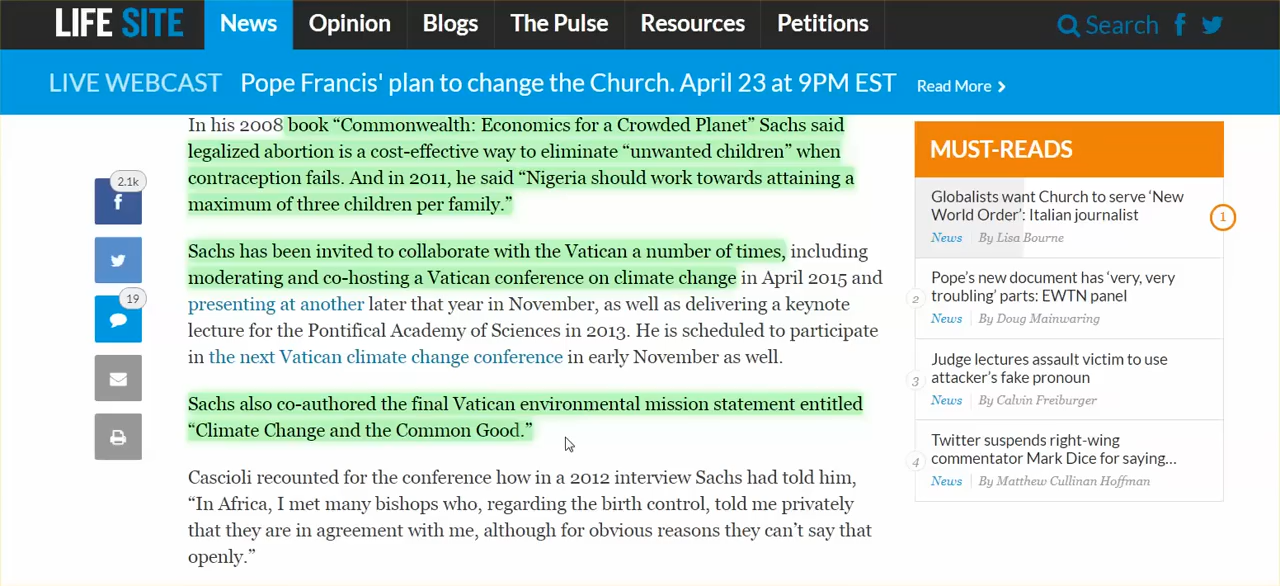 LIFE SITE News Opinion Blogs The Pulse Resources Petitions Search
LIVE WEBCAST Pope Francis' plan to change the Church. April 23 at 9PM EST Read More
In his 2008 book “Commonwealth: Economics for a Crowded Planet” Sachs said
legalized abortion is a cost-effective way to eliminate “unwanted children” when
contraception fails. And in 2011, he said “Nigeria should work towards attaining a
maximum of three children per family.”
Sachs has been invited to collaborate with the Vatican a number of times, including
moderating and co-hosting a Vatican conference on climate change in April 2015 and
presenting at another later that year in November, as well as delivering a keynote
lecture for the Pontifical Academy of Sciences in 2013. He is scheduled to participate
in the next Vatican climate change conference in early November as well.
Sachs also co-authored the final Vatican environmental mission statement entitled
“Climate Change and the Common Good.”
Cascioli recounted for the conference how in a 2012 interview Sachs had told him,
“In Africa, I met many bishops who, regarding the birth control, told me privately
that they are in agreement with me, although for obvious reasons they can’t say that
openly.”
2.1k
19
MUST-READS
Globalists want Church to serve ‘New
World Order’: Italian journalist
1
News By Lisa Bourne
Pope’s new document has ‘very, very
2
troubling’ parts: EWTN panel
News By Doug Mainwaring
Judge lectures assault victim to use
3
attacker’s fake pronoun
News By Calvin Freiburger
Twitter suspends right-wing
4
commentator Mark Dice for saying...
News By Matthew Cullinan Hoffman